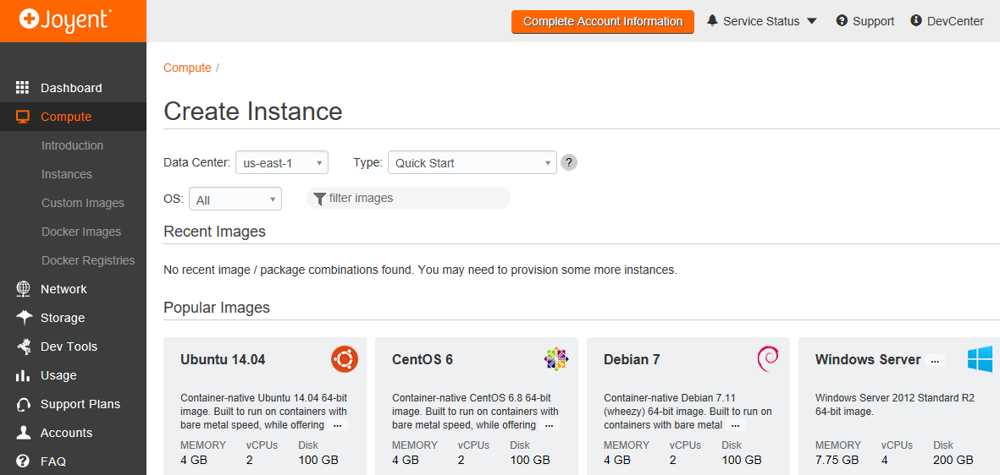 Joyent
Complete Account Information
Service Status
Support
DevCenter
Dashboard
Compute
Introduction
Instances
Custom Images
Docker Images
Docker Registries
Network
Storage
Dev Tools
Usage
Support Plans
Accounts
FAQ
Compute /
Create Instance
Data Center: us-east-1 Type: Quick Start ?
OS: All filter images
Recent Images
No recent image / package combinations found. You may need to provision some more instances.
Popular Images
Ubuntu 14.04
Container-native Ubuntu 14.04 64-bit
image. Built to run on containers with
bare metal speed, while offering ...
MEMORY vCPUs Disk
4 GB 2 100 GB
CentOS 6
Container-native CentOS 6.8 64-bit
image. Built to run on containers with
bare metal speed, while offering ...
MEMORY vCPUs Disk
4 GB 2 100 GB
Debian 7
Container-native Debian 7.11
(wheezy) 64-bit image. Built to run on
containers with bare metal ...
MEMORY vCPUs Disk
4 GB 2 100 GB
Windows Server ...
Windows Server 2012 Standard R2
64-bit image.
MEMORY vCPUs Disk
7.75 GB 4 200 GB